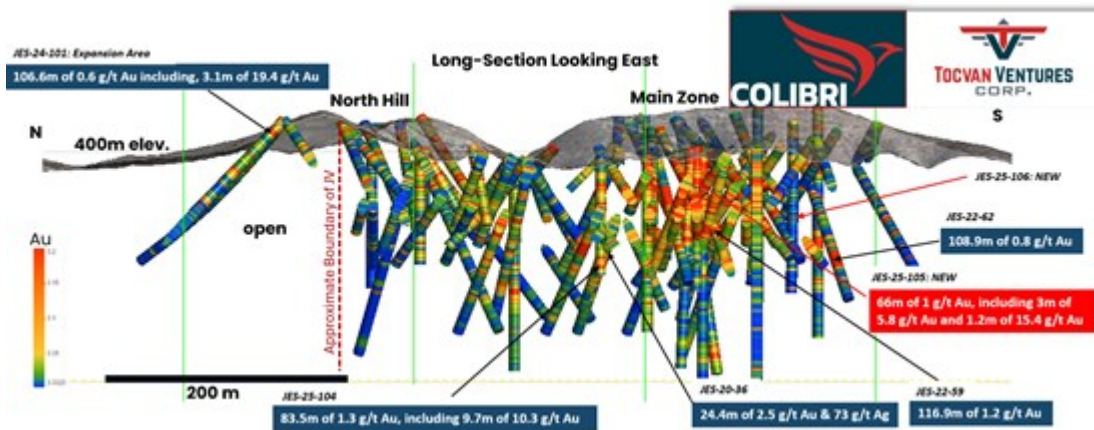 JES-24-101: Expansion Area
106.6m of 0.6 g/t Au including, 3.1m of 19.4 g/t Au
Long-Section Looking East
COLIBRI
TOCVAN VENTURES
CORP.
North Hill
Main Zone
N
S
400m elev.
JES-25-106: NEW
open
Approximate Boundary of JV
JES-22-62
108.9m of 0.8 g/t Au
Au
JES-25-105: NEW
66m of 1 g/t Au, including 3m of
5.8 g/t Au and 1.2m of 15.4 g/t Au
200 m
JES-25-104
83.5m of 1.3 g/t Au, including 9.7m of 10.3 g/t Au
JES-20-36
24.4m of 2.5 g/t Au & 73 g/t Ag
JES-22-59
116.9m of 1.2 g/t Au